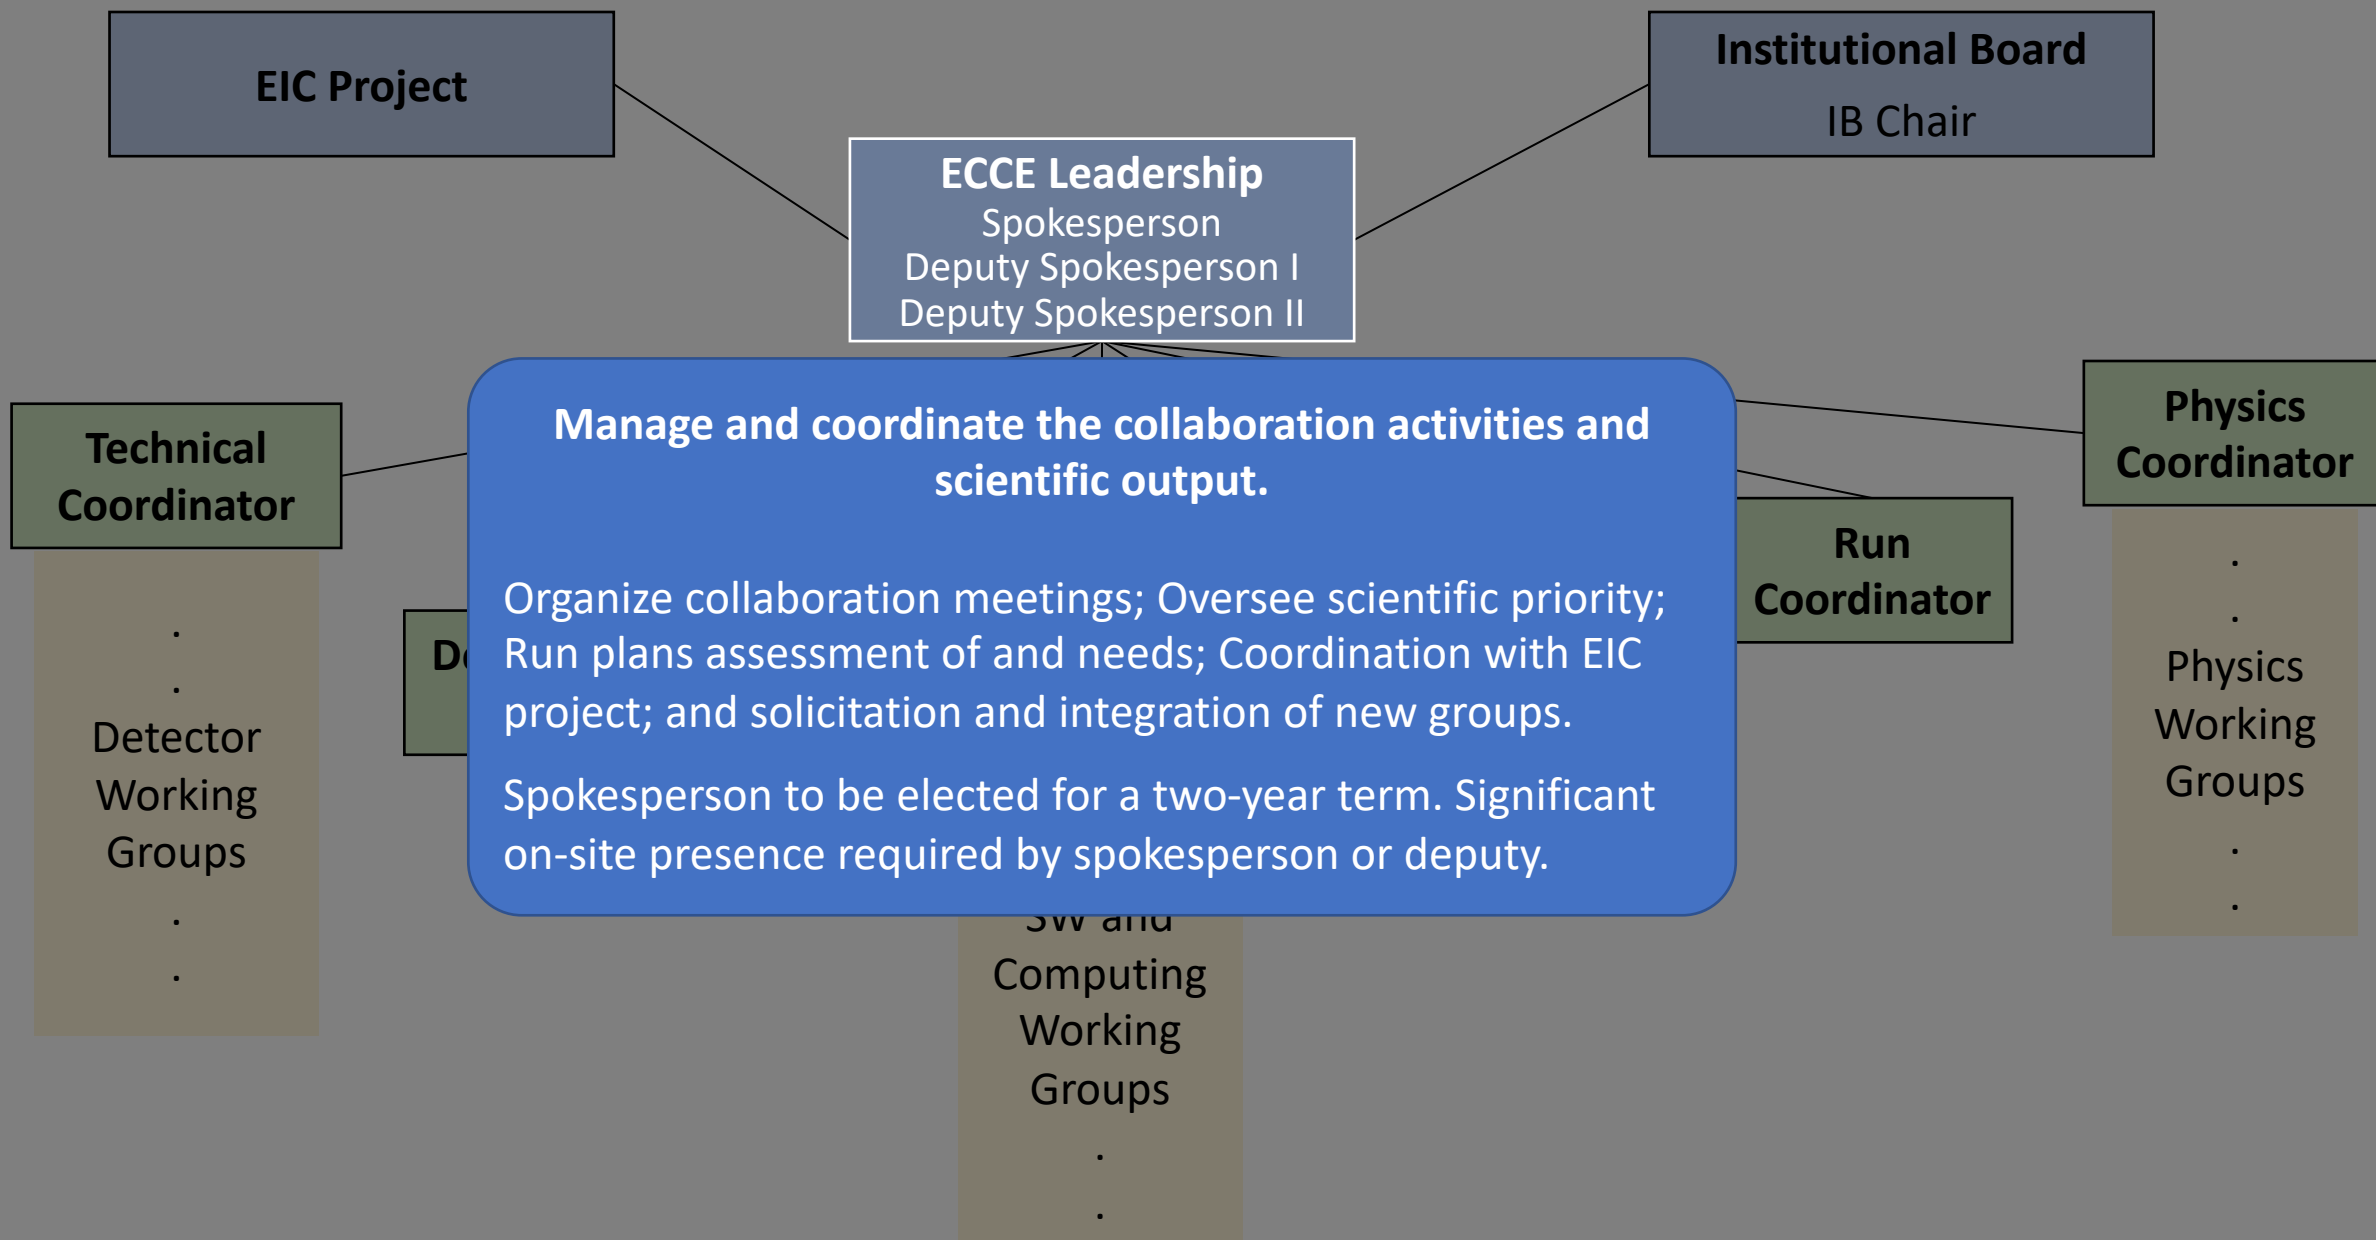 EIC Project
Institutional Board
IB Chair
ECCE Leadership
Spokesperson
Deputy Spokesperson I
Deputy Spokesperson II
Technical
Coordinator
.
.
Detector
Working
Groups
.
.
Manage and coordinate the collaboration activities and
scientific output.
Organize collaboration meetings; Oversee scientific priority;
Run plans assessment of and needs; Coordination with EIC
project; and solicitation and integration of new groups.
Spokesperson to be elected for a two-year term. Significant
on-site presence required by spokesperson or deputy.
Run
Coordinator
Physics
Coordinator
.
.
Physics
Working
Groups
.
.
SW and
Computing
Working
Groups
.
.